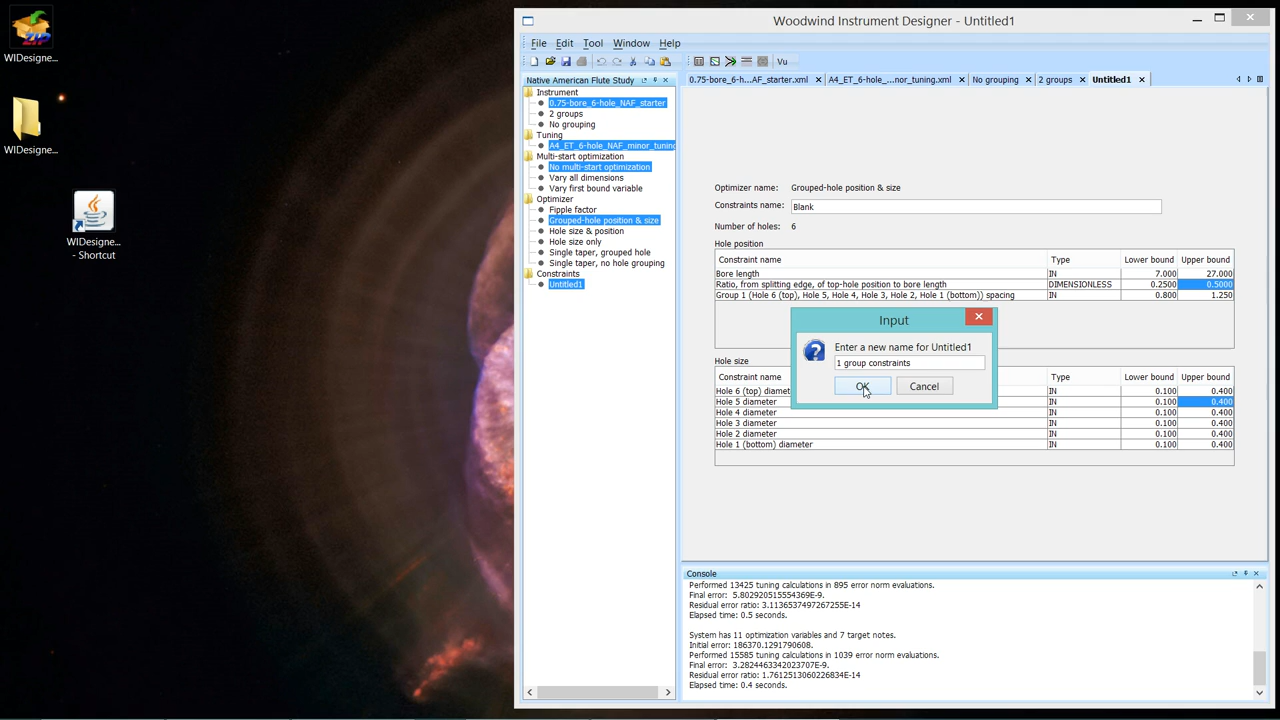 WIDesigne...
WIDesigne...
WIDesigne...
- Shortcut
Woodwind Instrument Designer - Untitled1
File Edit Tool Window Help
Vu
Native American Flute Study
Instrument
0.75-bore_6-hole_NAF_starter
2 groups
No grouping
Tuning
A4_ET_6-hole_NAF_minor_tuning
Multi-start optimization
No multi-start optimization
Vary all dimensions
Vary first bound variable
Optimizer
Fipple factor
Grouped-hole position & size
Hole size & position
Hole size only
Single taper, grouped hole
Single taper, no hole grouping
Constraints
Untitled1
0.75-bore_6-h...AF_starter.xml A4_ET_6-hole_...nor_tuning.xml No grouping 2 groups Untitled1
Optimizer name: Grouped-hole position & size
Constraints name: Blank
Number of holes: 6
Hole position
Constraint name Type Lower bound Upper bound
Bore length IN 7.000 27.000
Ratio, from splitting edge, of top-hole position to bore length DIMENSIONLESS 0.2500 0.5000
Group 1 (Hole 6 (top), Hole 5, Hole 4, Hole 3, Hole 2, Hole 1 (bottom)) spacing IN 0.800 1.250
Input
Enter a new name for Untitled1
1 group constraints
OK Cancel
Hole size
Constraint name Type Lower bound Upper bound
Hole 6 (top) diamet IN 0.100 0.400
Hole 5 diameter IN 0.100 0.400
Hole 4 diameter IN 0.100 0.400
Hole 3 diameter IN 0.100 0.400
Hole 2 diameter IN 0.100 0.400
Hole 1 (bottom) diameter IN 0.100 0.400
Console
Performed 13425 tuning calculations in 895 error norm evaluations.
Final error: 5.802920515554369E-9.
Residual error ratio: 3.1136537497267255E-14
Elapsed time: 0.5 seconds.
System has 11 optimization variables and 7 target notes.
Initial error: 186370.1291790608.
Performed 15585 tuning calculations in 1039 error norm evaluations.
Final error: 3.2824463342023707E-9.
Residual error ratio: 1.7612513060226834E-14
Elapsed time: 0.4 seconds.